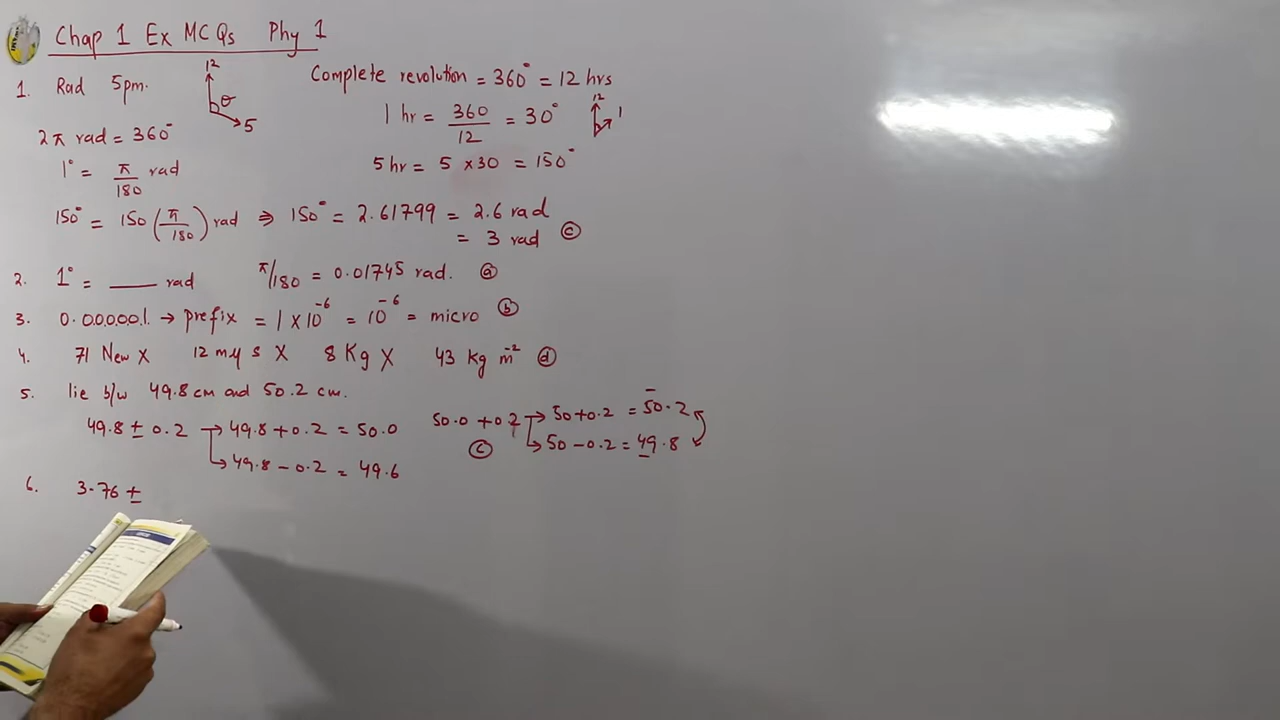 Chap 1 Ex MCQs Phy 1
1. Rad 5pm.
12
θ
5
Complete revolution = 360° = 12 hrs
1 hr = 360/12 = 30°
12
1
2π rad = 360°
5 hr = 5 × 30 = 150°
1° = π/180 rad
150° = 150 (π/180) rad ⇒ 150° = 2.61799 = 2.6 rad
= 3 rad ⓒ
2. 1° = ___ rad π/180 = 0.01745 rad. ⓐ
3. 0.000001. → prefix = 1 × 10⁻⁶ = 10⁻⁶ = micro ⓑ
4. 71 New X 12 mμs X 8 Kg X 43 kg m⁻² ⓓ
5. lie b/w 49.8 cm and 50.2 cm.
49.8 ± 0.2 → 49.8 + 0.2 = 50.0
→ 49.8 - 0.2 = 49.6
50.0 + 0.2 → 50 + 0.2 = 50.2
ⓒ → 50 - 0.2 = 49.8
6. 3.76 ±